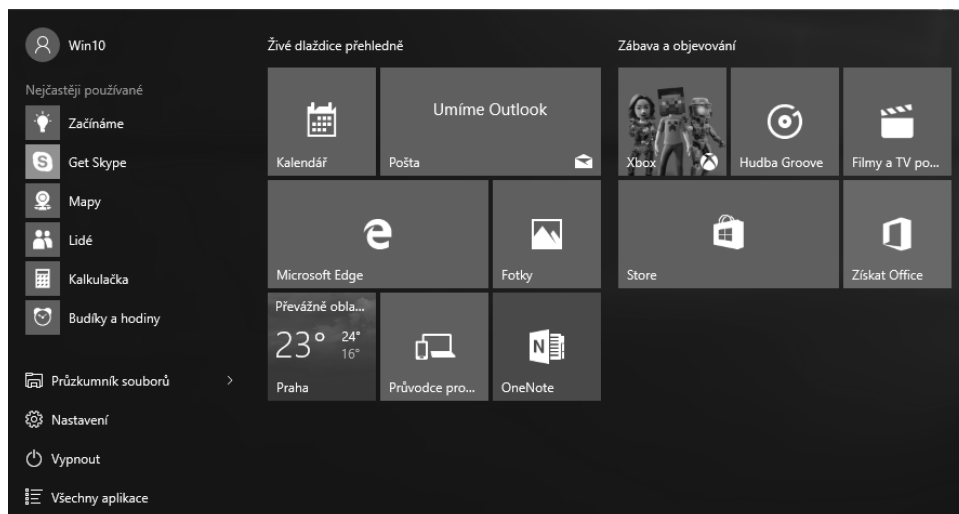 Win10
Nejčastěji používané
Začínáme
Get Skype
Mapy
Lidé
Kalkulačka
Budíky a hodiny
Průzkumník souborů
Nastavení
Vypnout
Všechny aplikace
Živé dlaždice přehledně
Kalendář
Umíme Outlook
Pošta
Microsoft Edge
Fotky
Převážně obla...
23° 24°
16°
Praha
Průvodce pro...
N
OneNote
Zábava a objevování
Xbox
Hudba Groove
Filmy a TV po...
Store
Získat Office